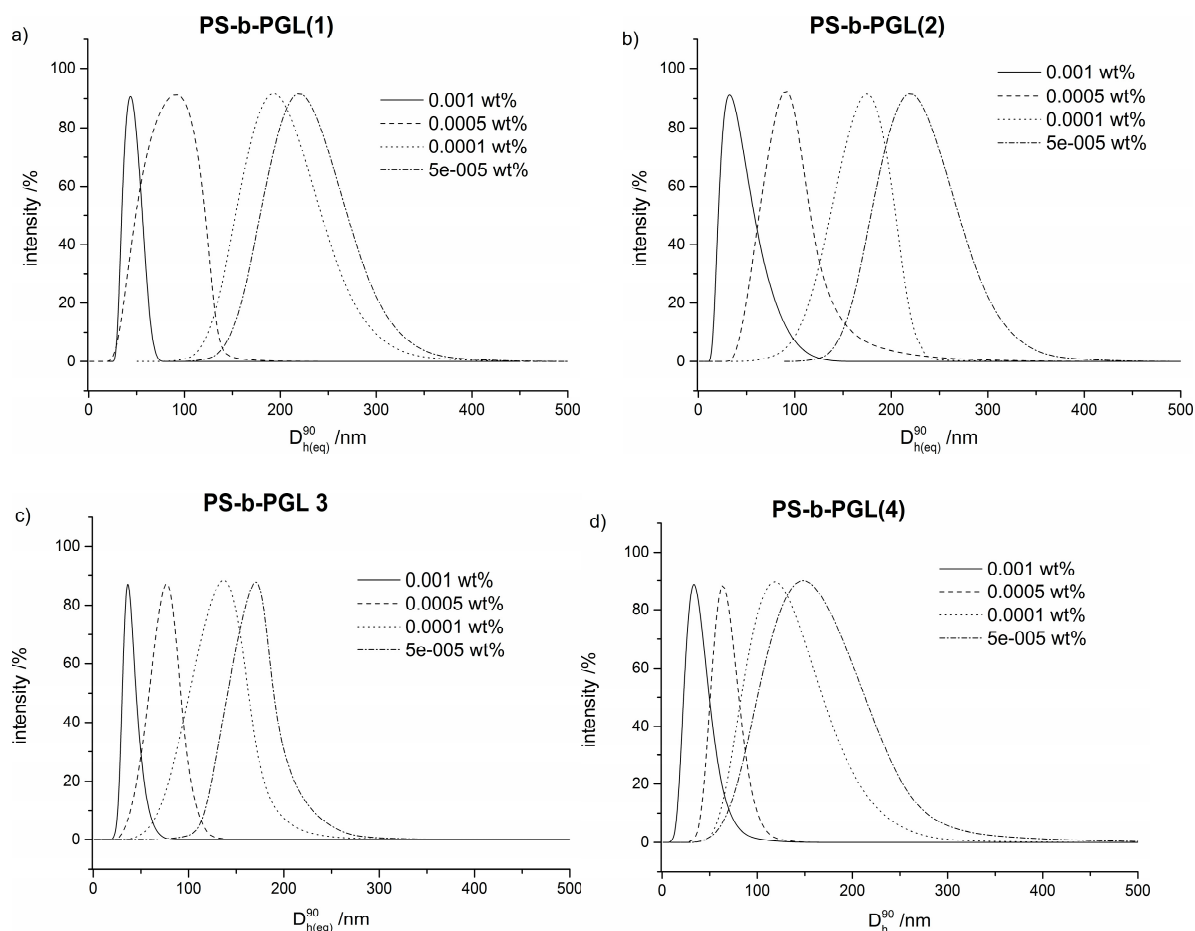 a)
PS-b-PGL(1)
0.001 wt%
0.0005 wt%
0.0001 wt%
5e-005 wt%
intensity /%
100
80
60
40
20
0
0 100 200 300 400 500
D90h(eq) /nm
b)
PS-b-PGL(2)
0.001 wt%
0.0005 wt%
0.0001 wt%
5e-005 wt%
intensity /%
100
80
60
40
20
0
0 100 200 300 400 500
D90h(eq) /nm
c)
PS-b-PGL 3
0.001 wt%
0.0005 wt%
0.0001 wt%
5e-005 wt%
intensity /%
100
80
60
40
20
0
0 100 200 300 400 500
D90h(eq) /nm
d)
PS-b-PGL(4)
0.001 wt%
0.0005 wt%
0.0001 wt%
5e-005 wt%
intensity /%
100
80
60
40
20
0
0 100 200 300 400 500
D90h /nm